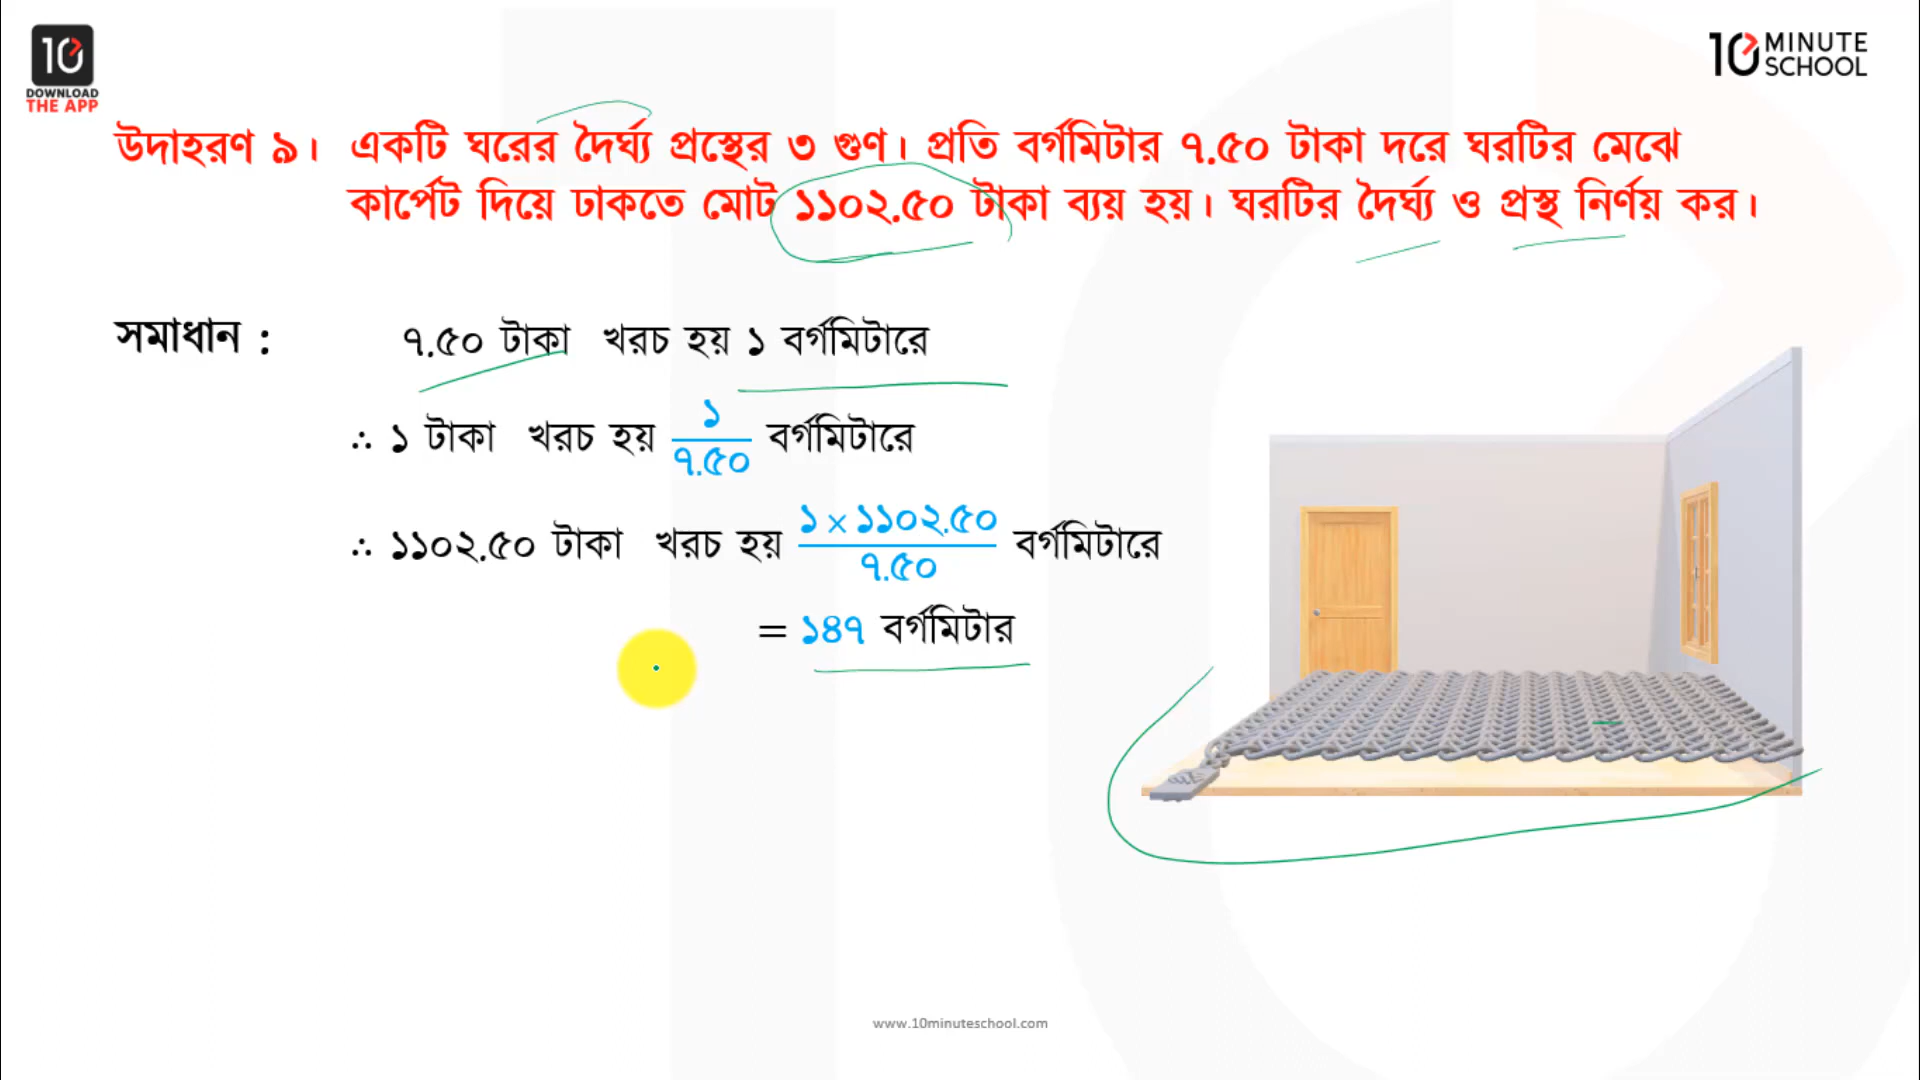 10
DOWNLOAD
THE APP
10 MINUTE
SCHOOL
উদাহরণ ৯। একটি ঘরের দৈর্ঘ্য প্রস্থের ৩ গুণ। প্রতি বর্গমিটার ৭.৫০ টাকা দরে ঘরটির মেঝে
কার্পেট দিয়ে ঢাকতে মোট ১১০২.৫০ টাকা ব্যয় হয়। ঘরটির দৈর্ঘ্য ও প্রস্থ নির্ণয় কর।
সমাধান : ৭.৫০ টাকা খরচ হয় ১ বর্গমিটারে
∴ ১ টাকা খরচ হয় ১/৭.৫০ বর্গমিটারে
∴ ১১০২.৫০ টাকা খরচ হয় ১ × ১১০২.৫০/৭.৫০ বর্গমিটারে
= ১৪৭ বর্গমিটার
www.10minuteschool.com